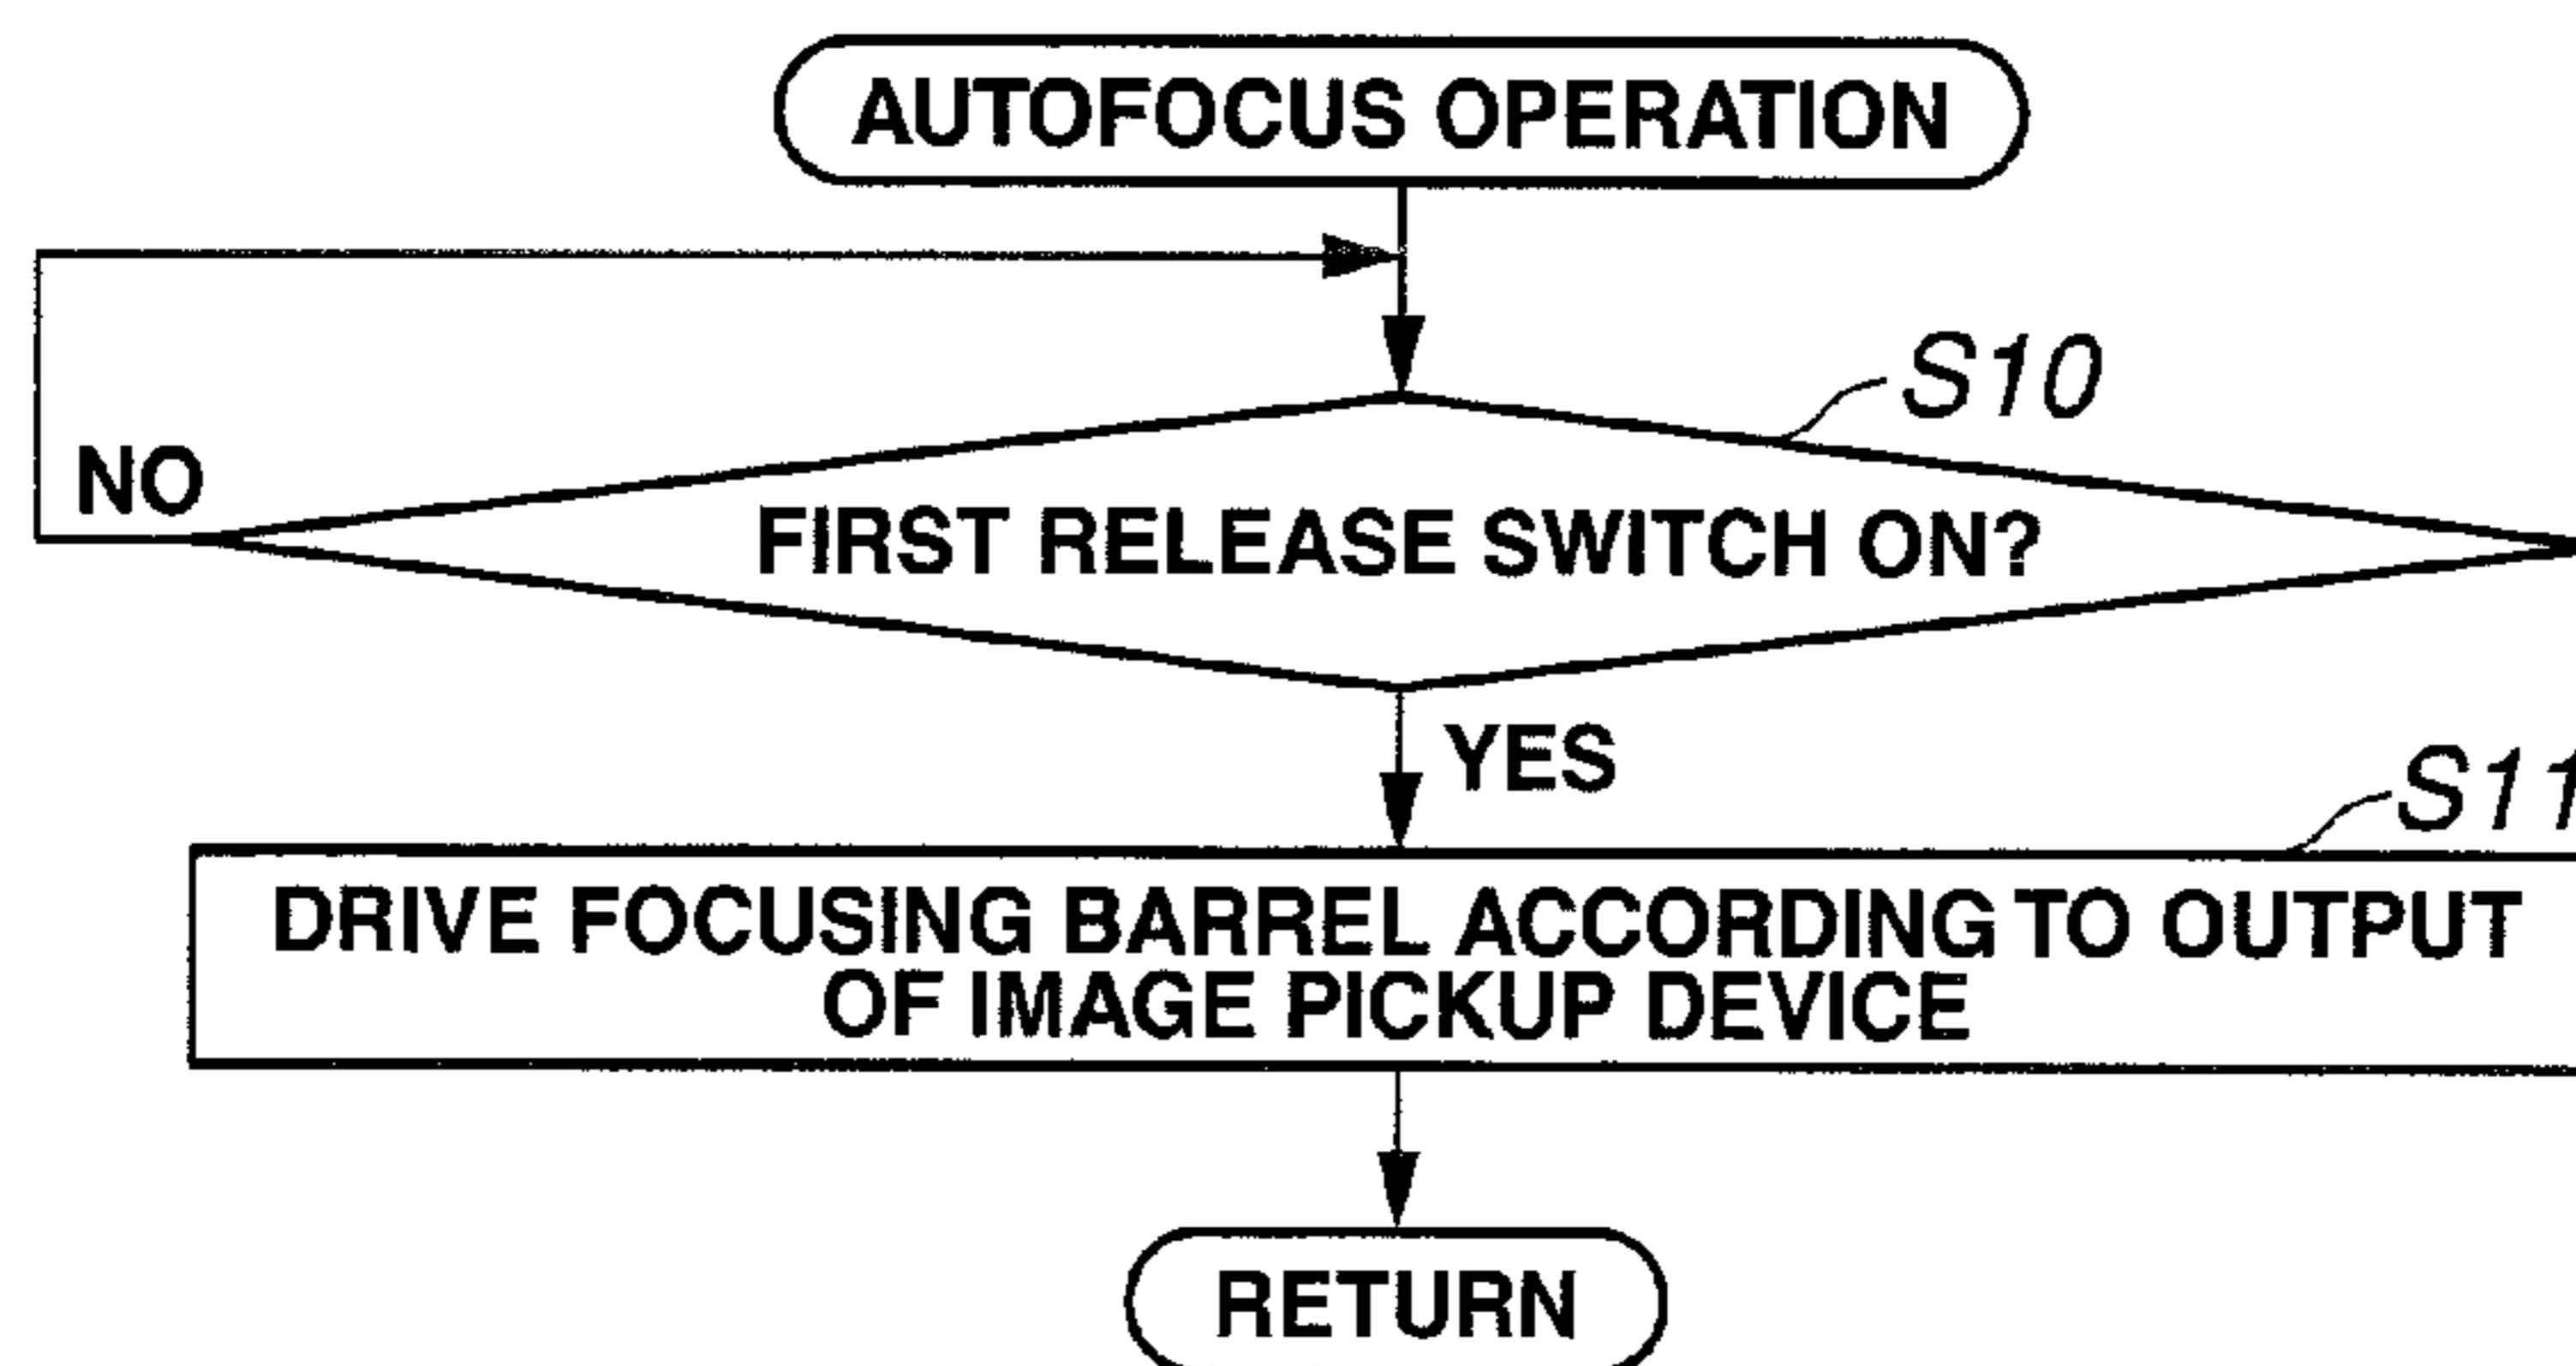 AUTOFOCUS OPERATION
S10
NO
FIRST RELEASE SWITCH ON?
YES
S11
DRIVE FOCUSING BARREL ACCORDING TO OUTPUT
OF IMAGE PICKUP DEVICE
RETURN